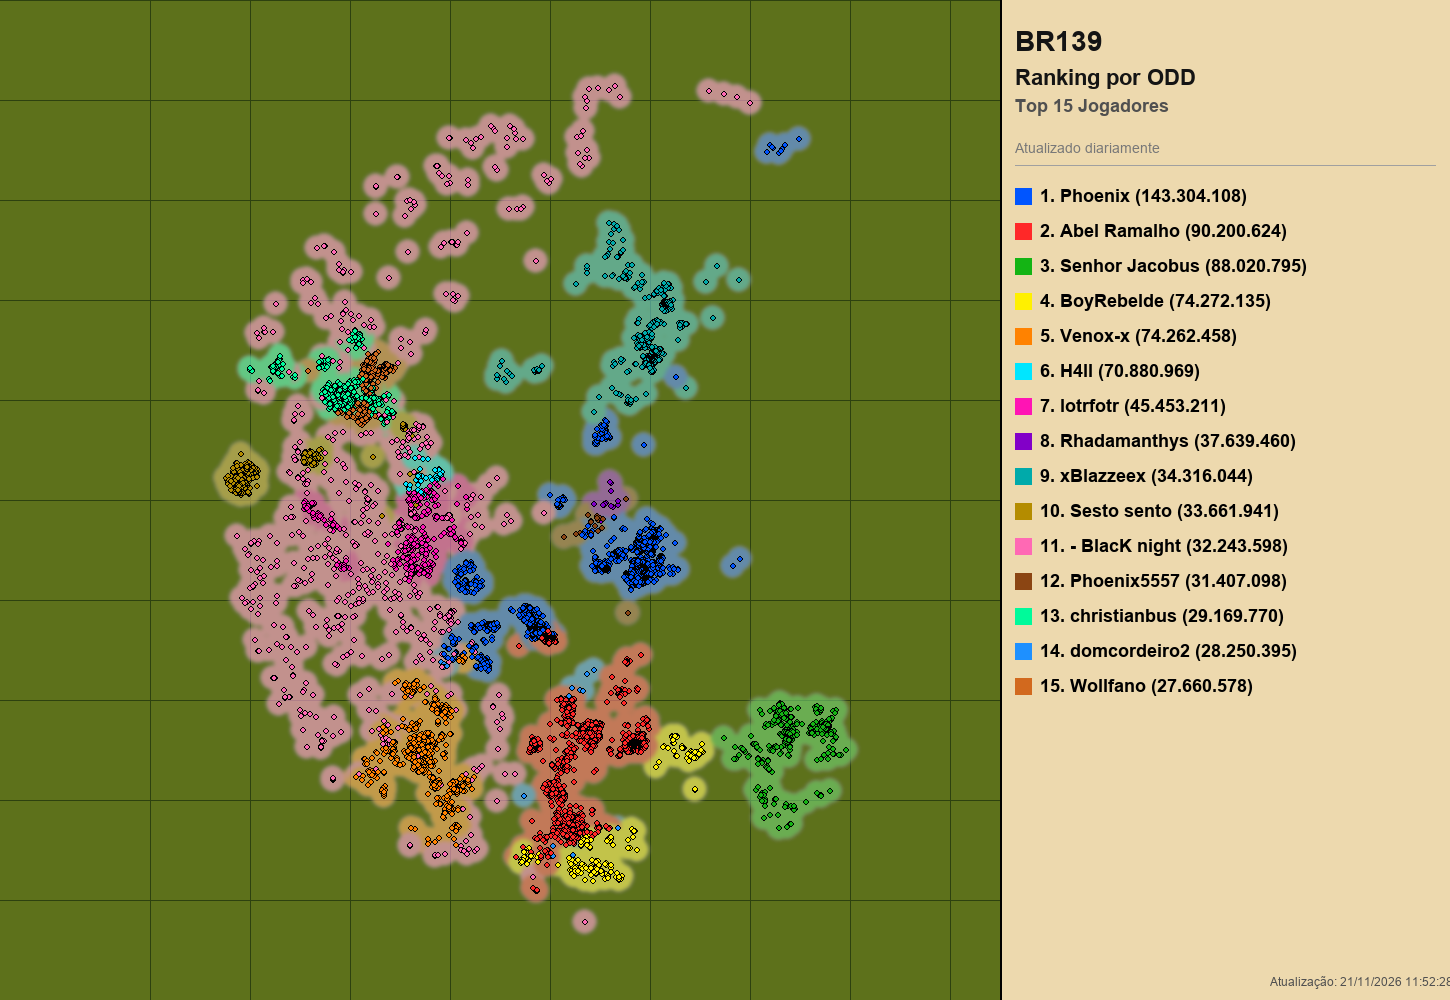 BR139
Ranking por ODD
Top 15 Jogadores
Atualizado diariamente
1. Phoenix (143.304.108)
2. Abel Ramalho (90.200.624)
3. Senhor Jacobus (88.020.795)
4. BoyRebelde (74.272.135)
5. Venox-x (74.262.458)
6. H4ll (70.880.969)
7. lotrfotr (45.453.211)
8. Rhadamanthys (37.639.460)
9. xBlazzeex (34.316.044)
10. Sesto sento (33.661.941)
11. - BlacK night (32.243.598)
12. Phoenix5557 (31.407.098)
13. christianbus (29.169.770)
14. domcordeiro2 (28.250.395)
15. Wollfano (27.660.578)
Atualização: 21/11/2026 11:52:28